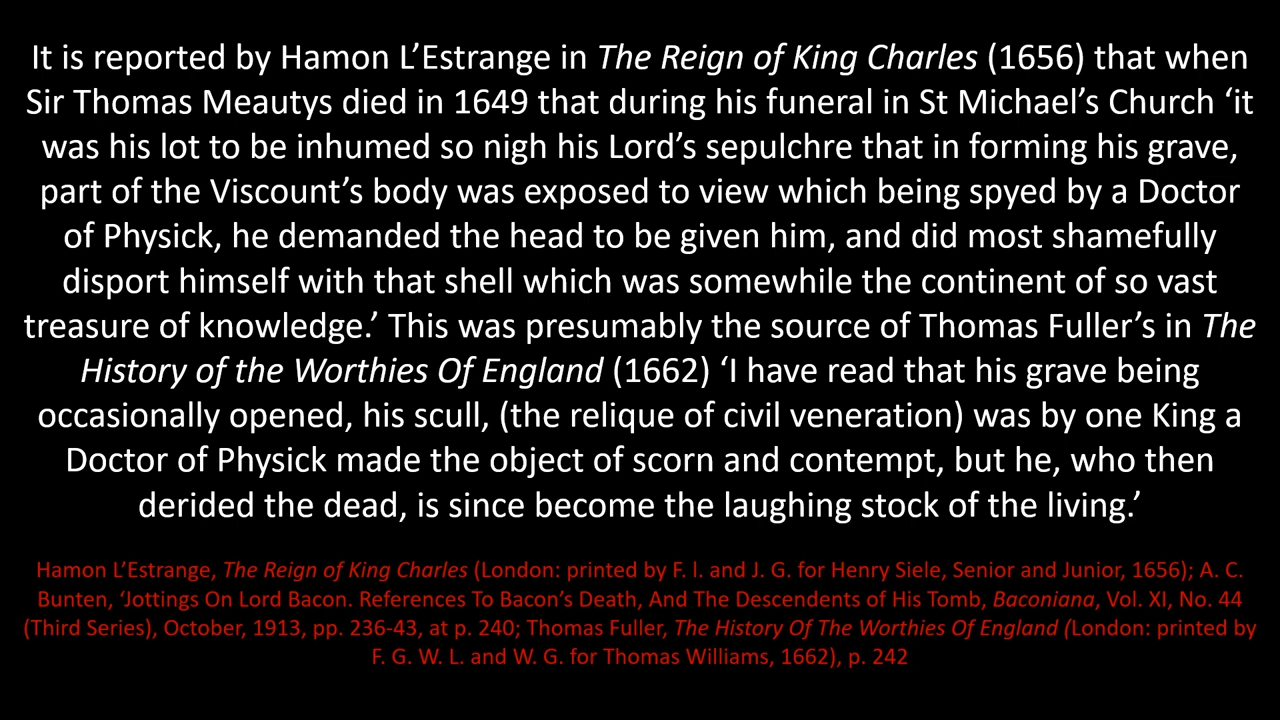 It is reported by Hamon L’Estrange in The Reign of King Charles (1656) that when
Sir Thomas Meautys died in 1649 that during his funeral in St Michael’s Church ‘it
was his lot to be inhumed so nigh his Lord’s sepulchre that in forming his grave,
part of the Viscount’s body was exposed to view which being spyed by a Doctor
of Physick, he demanded the head to be given him, and did most shamefully
disport himself with that shell which was somewhile the continent of so vast
treasure of knowledge.’ This was presumably the source of Thomas Fuller’s in The
History of the Worthies Of England (1662) ‘I have read that his grave being
occasionally opened, his scull, (the relique of civil veneration) was by one King a
Doctor of Physick made the object of scorn and contempt, but he, who then
derided the dead, is since become the laughing stock of the living.’
Hamon L’Estrange, The Reign of King Charles (London: printed by F. l. and J. G. for Henry Siele, Senior and Junior, 1656); A. C.
Bunten, ‘Jottings On Lord Bacon. References To Bacon’s Death, And The Descendents of His Tomb, Baconiana, Vol. XI, No. 44
(Third Series), October, 1913, pp. 236-43, at p. 240; Thomas Fuller, The History Of The Worthies Of England (London: printed by
F. G. W. L. and W. G. for Thomas Williams, 1662), p. 242